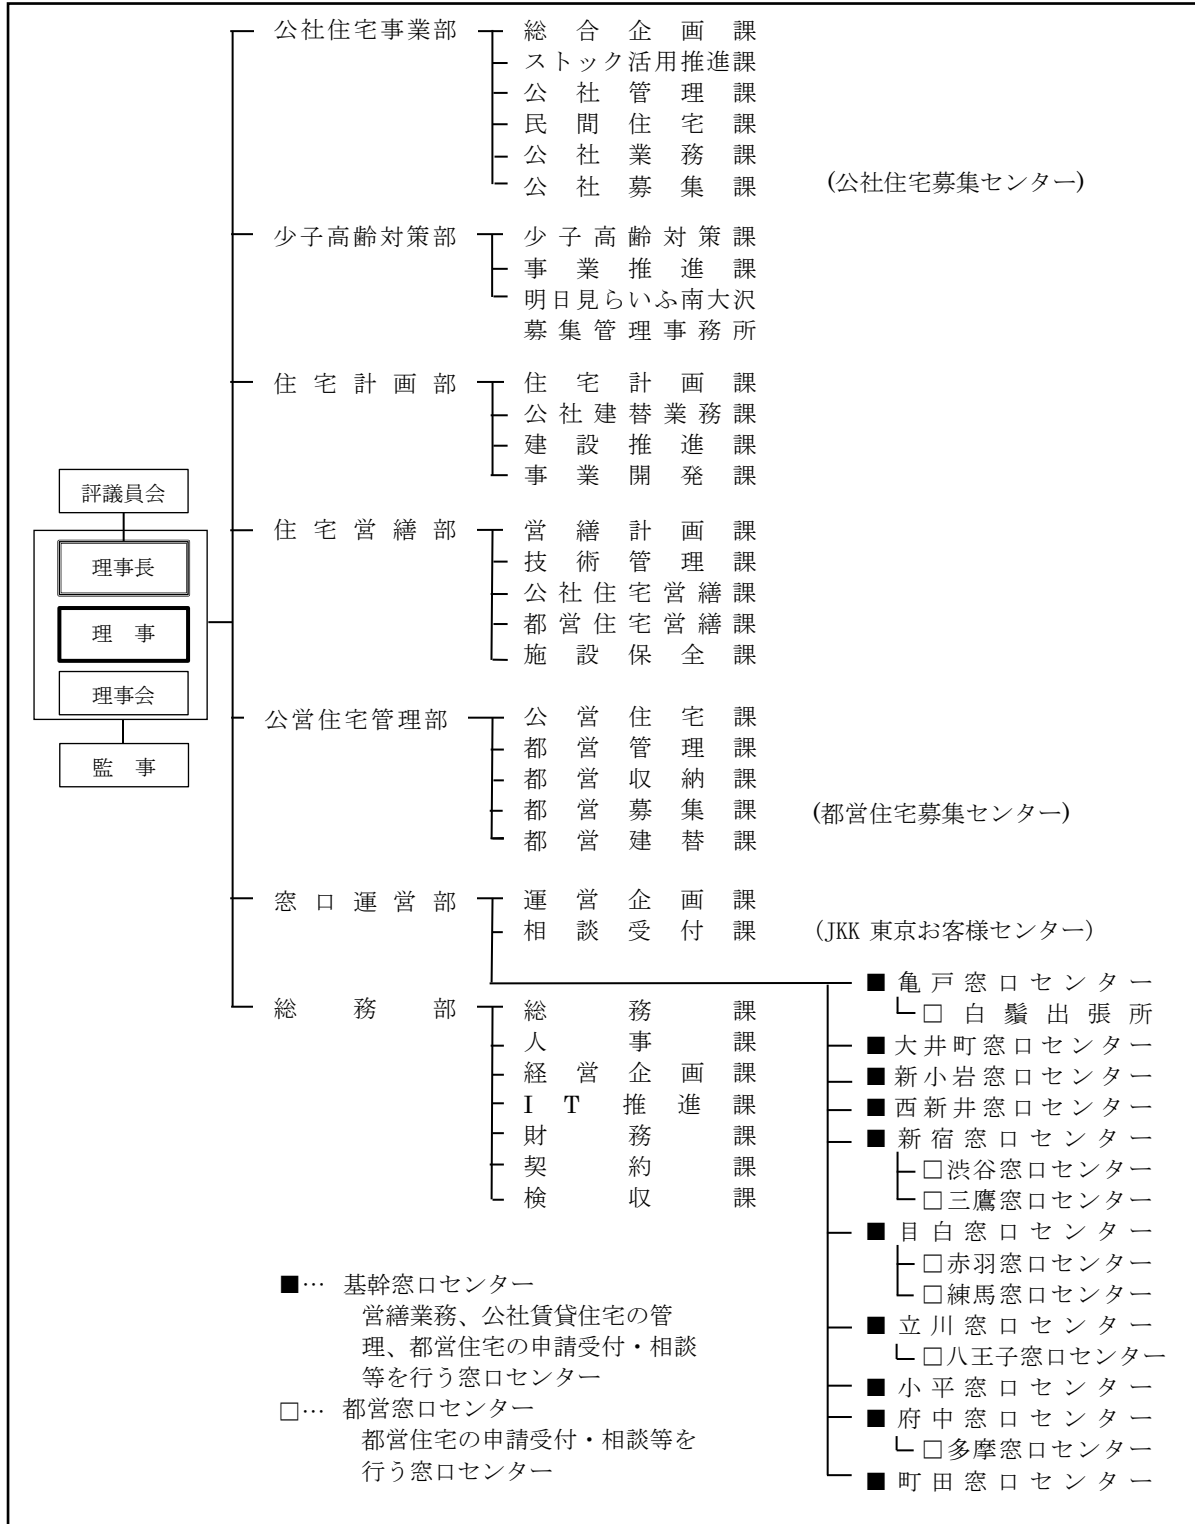 評議員会
理事長
理 事
理事会
監 事
公社住宅事業部
総合企画課
ストック活用推進課
公社管理課
民間住宅課
公社業務課
公社募集課 (公社住宅募集センター)
少子高齢対策部
少子高齢対策課
事業推進課
明日見らいふ南大沢
募集管理事務所
住宅計画部
住宅計画課
公社建替業務課
建設推進課
事業開発課
住宅営繕部
営繕計画課
技術管理課
公社住宅営繕課
都営住宅営繕課
施設保全課
公営住宅管理部
公営住宅課
都営管理課
都営収納課
都営募集課 (都営住宅募集センター)
都営建替課
窓口運営部
運営企画課
相談受付課 (JKK 東京お客様センター)
■亀戸窓口センター
□白鬚出張所
■大井町窓口センター
■新小岩窓口センター
■西新井窓口センター
■新宿窓口センター
□渋谷窓口センター
□三鷹窓口センター
■目白窓口センター
□赤羽窓口センター
□練馬窓口センター
■立川窓口センター
□八王子窓口センター
■小平窓口センター
■府中窓口センター
□多摩窓口センター
■町田窓口センター
総務部
総務課
人事課
経営企画課
IT推進課
財務課
契約課
検収課
■… 基幹窓口センター
営繕業務、公社賃貸住宅の管
理、都営住宅の申請受付・相談
等を行う窓口センター
□… 都営窓口センター
都営住宅の申請受付・相談等を
行う窓口センター